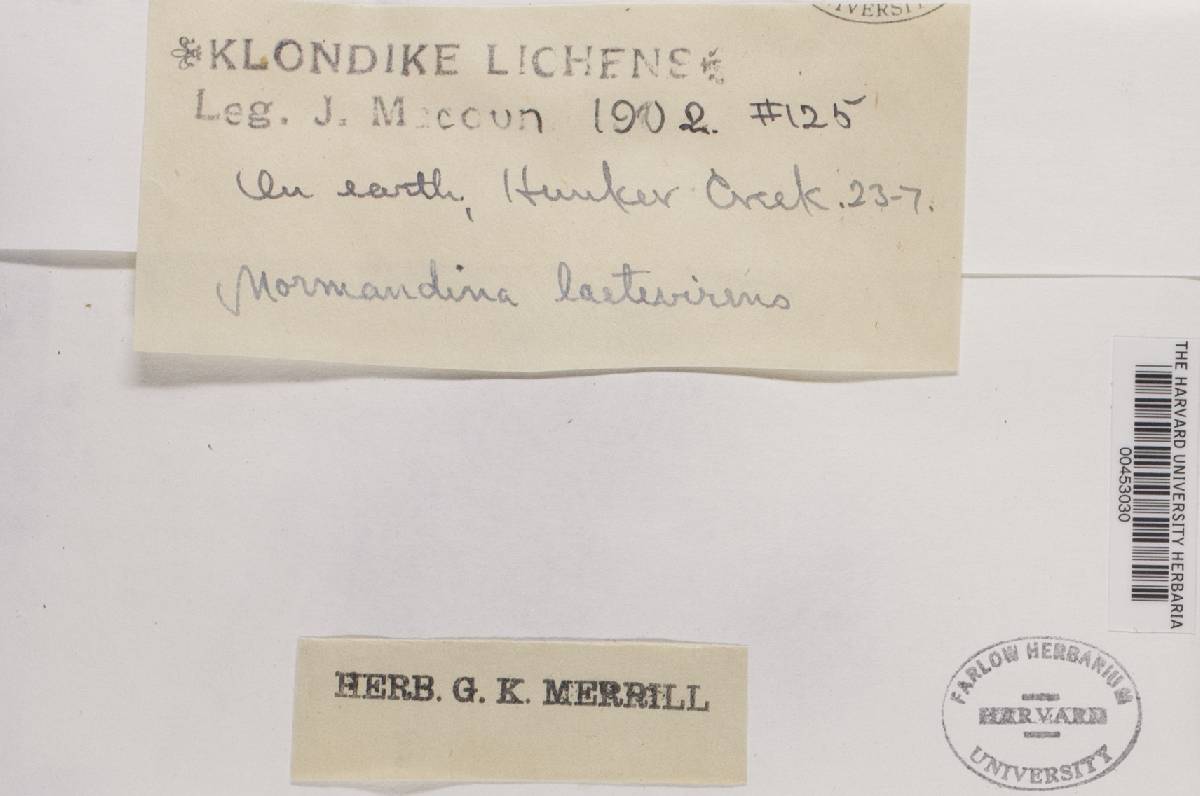 *KLONDIKE LICHENS*
Leg. J. Macoun 1902. #125
On earth, Hunker Creek. 23-7.
Normandina laetevirens
THE HARVARD UNIVERSITY HERBARIA
00453030
HERB. G. K. MERRILL
FARLOW HERBARIUM
HARVARD
UNIVERSITY